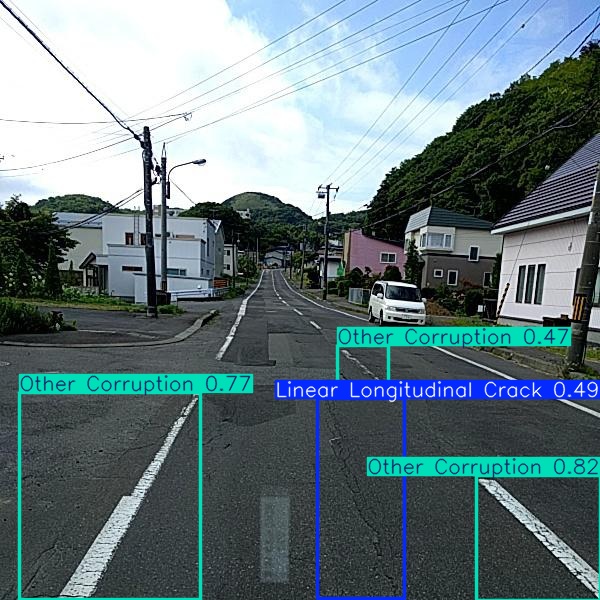 Other Corruption 0.47
Other Corruption 0.77
Linear Longitudinal Crack 0.49
Other Corruption 0.82